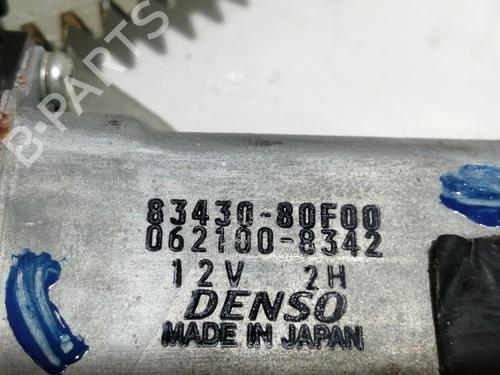 83430-80F00
062100-8342
12V 2H
DENSO
MADE IN JAPAN
B-PARTS